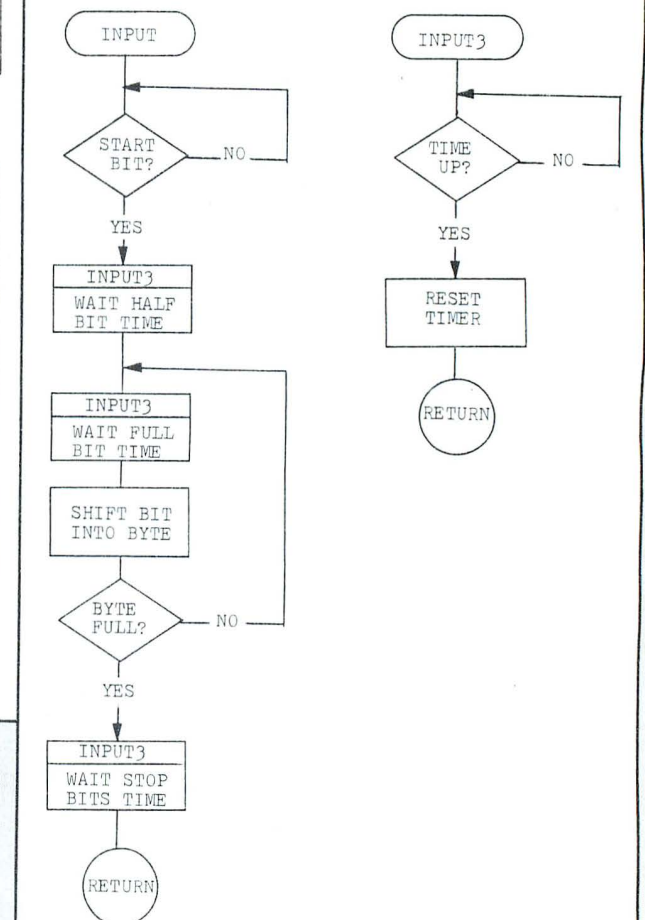 INPUT
START
BIT?
NO
YES
INPUT3
WAIT HALF
BIT TIME
INPUT3
WAIT FULL
BIT TIME
SHIFT BIT
INTO BYTE
BYTE
FULL?
NO
YES
INPUT3
WAIT STOP
BITS TIME
RETURN
INPUT3
TIME
UP?
NO
YES
RESET
TIMER
RETURN